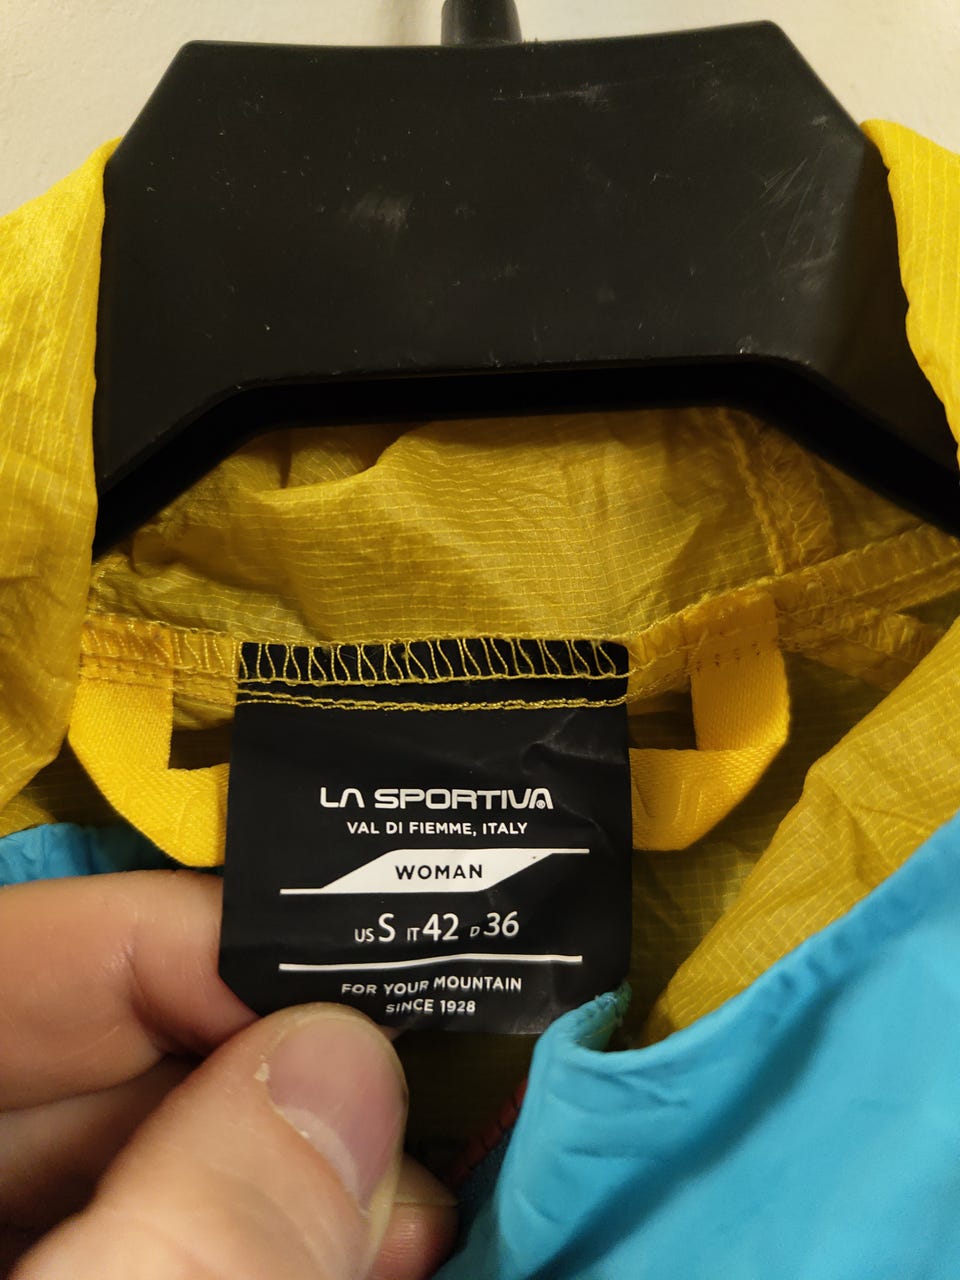 LA SPORTIVA
VAL DI FIEMME, ITALY
WOMAN
US S IT 42 D 36
FOR YOUR MOUNTAIN
SINCE 1928